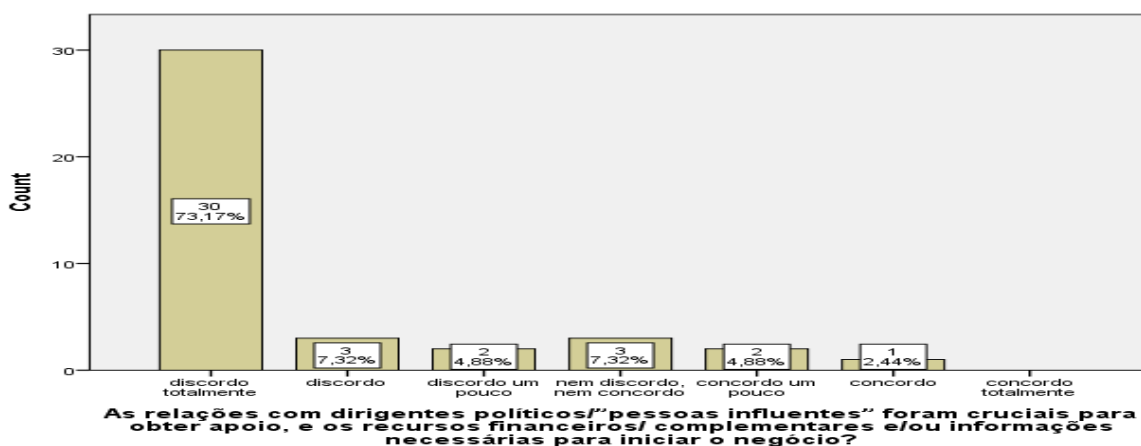 30
20
10
0
Count
30
73,17%
3
7,32%
2
4,88%
3
7,32%
2
4,88%
1
2,44%
discordo
totalmente
discordo
discordo um
pouco
nem discordo,
nem concordo
concordo um
pouco
concordo
concordo
totalmente
As relações com dirigentes políticos/”pessoas influentes” foram cruciais para
obter apoio, e os recursos financeiros/ complementares e/ou informações
necessárias para iniciar o negócio?